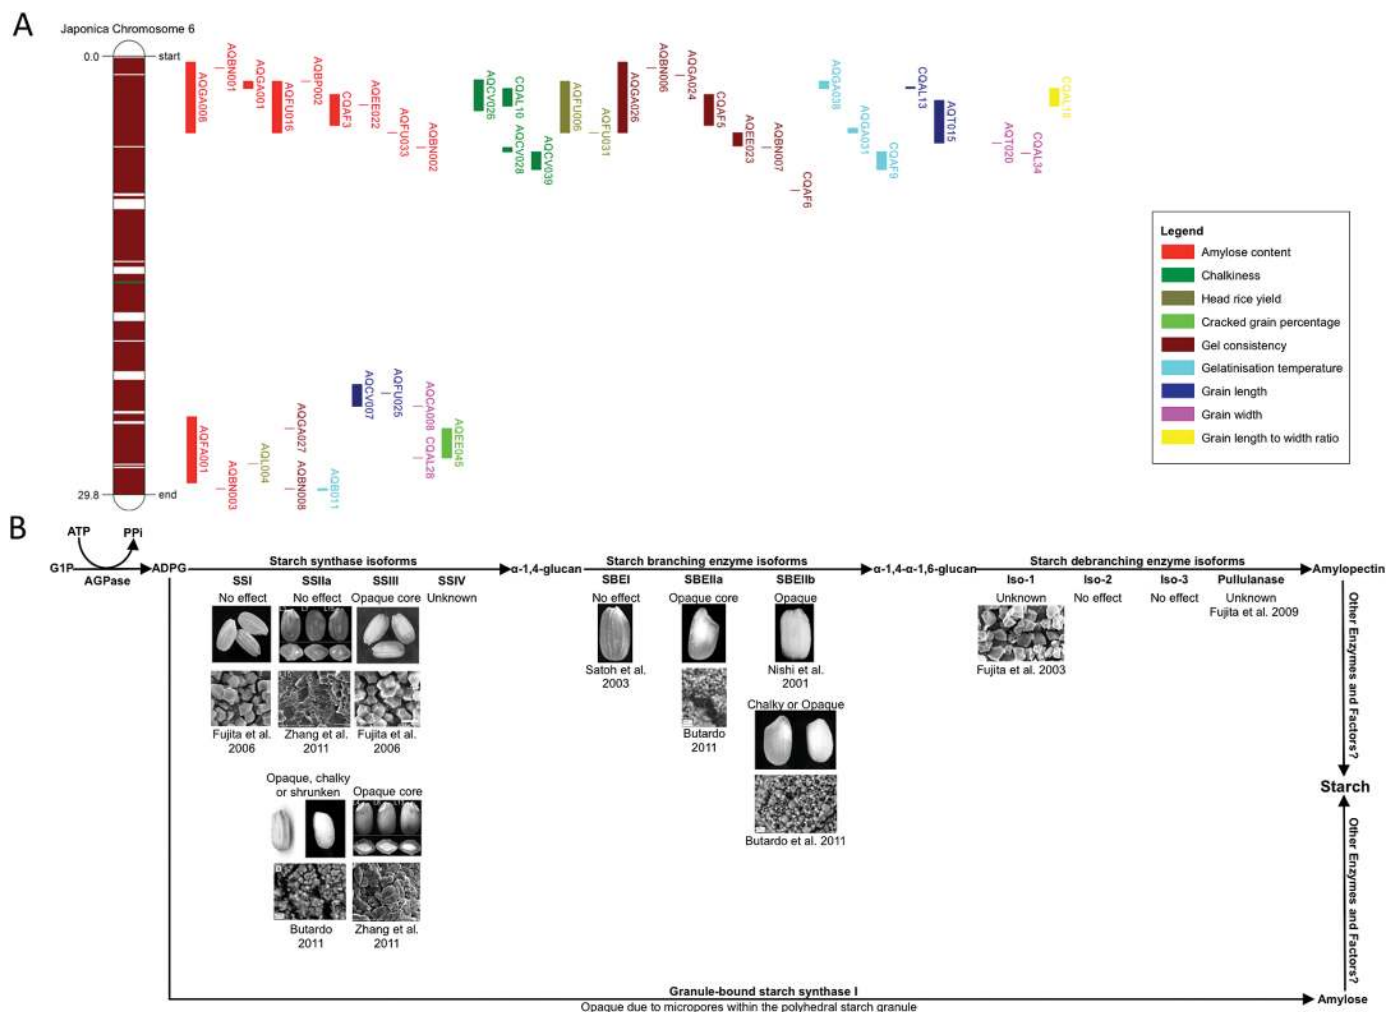 A
Japonica Chromosome 6
0.0
start
29.8
end
AQGA008
AQBN001
AQGA001
AQFU016
AQBP002
CQAF3
AQEE022
AQFU033
AQBN002
AQCV026
CQAL10
AQCV028
AQCV039
AQFU006
AQFU031
AQGA026
AQBN006
AQGA024
CQAF5
AQEE023
AQBN007
CQAF6
AQGA038
AQGA031
CQAF9
CQAL13
AQT015
AQT020
CQAL34
AQFA001
AQBN003
AQL004
AQGA027
AQBN008
AQB011
AQCV007
AQFU025
AQCA008
CQAL28
AQEE045
Legend
Amylose content
Chalkiness
Head rice yield
Cracked grain percentage
Gel consistency
Gelatinisation temperature
Grain length
Grain width
Grain length to width ratio
B
ATP
PPi
G1P
AGPase
ADPG
Starch synthase isoforms
α-1,4-glucan
Starch branching enzyme isoforms
α-1,4-α-1,6-glucan
Starch debranching enzyme isoforms
Amylopectin
SSI
SSIIa
SSIII
SSIV
No effect
No effect
Opaque core
Unknown
Fujita et al.
2006
Zhang et al.
2011
Fujita et al.
2006
Opaque, chalky
or shrunken
Opaque core
Butardo
2011
Zhang et al.
2011
SBEI
SBEIIa
SBEIIb
No effect
Opaque core
Opaque
Satoh et al.
2003
Nishi et al.
2001
Butardo
2011
Chalky or Opaque
Butardo et al. 2011
Iso-1
Iso-2
Iso-3
Pullulanase
Unknown
No effect
No effect
Unknown
Fujita et al. 2009
Fujita et al. 2003
Other Enzymes and Factors?
Starch
Other Enzymes and Factors?
Granule-bound starch synthase I
Opaque due to micropores within the polyhedral starch granule
Amylose